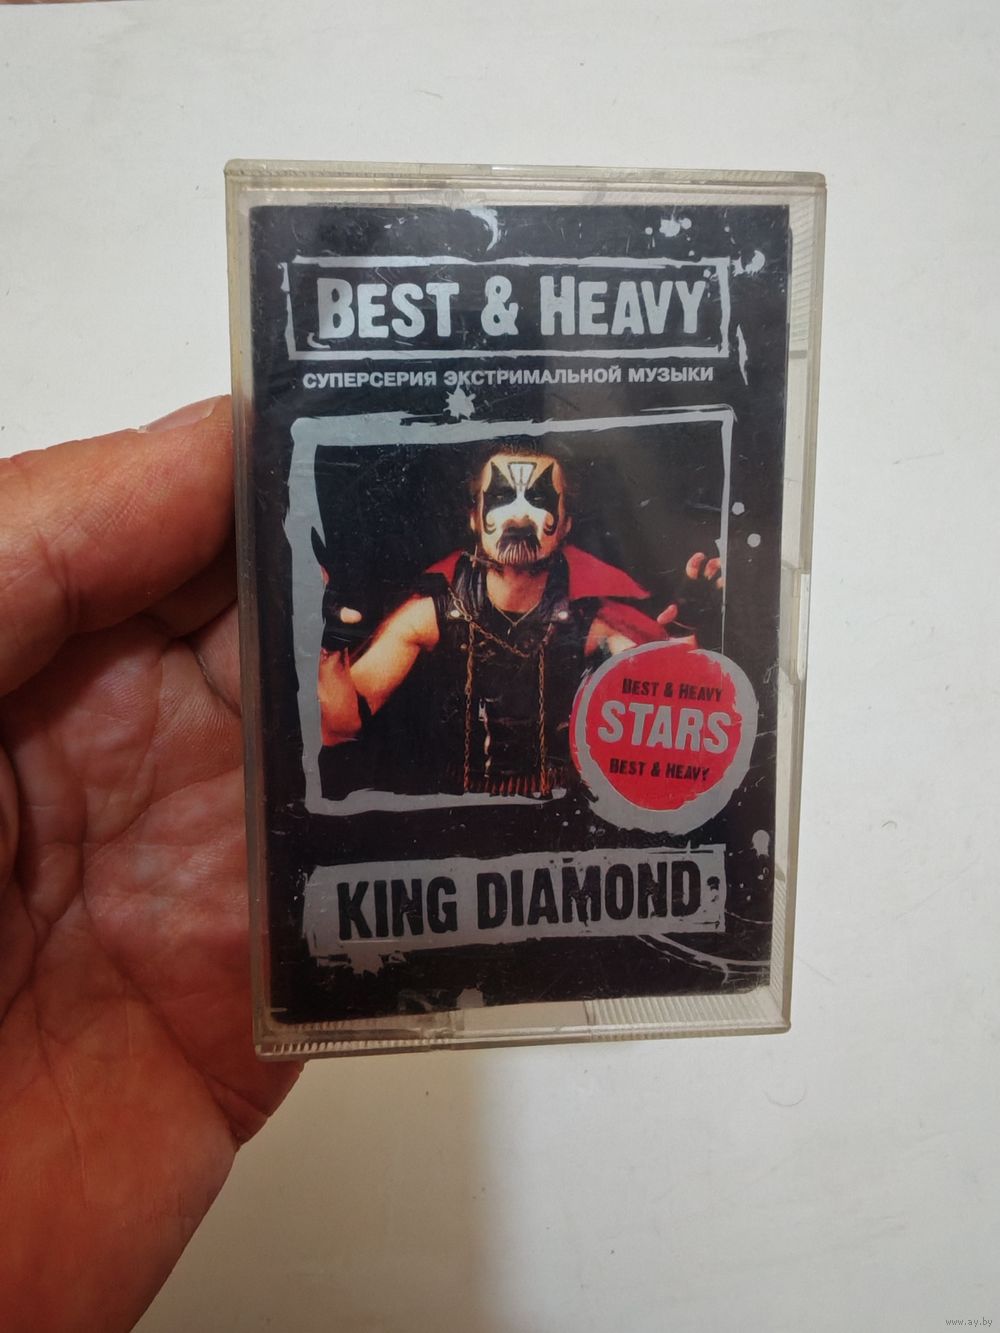 BEST & HEAVY
СУПЕРСЕРИЯ ЭКСТРИМАЛЬНОЙ МУЗЫКИ
BEST & HEAVY
STARS
BEST & HEAVY
KING DIAMOND
www.ay.by